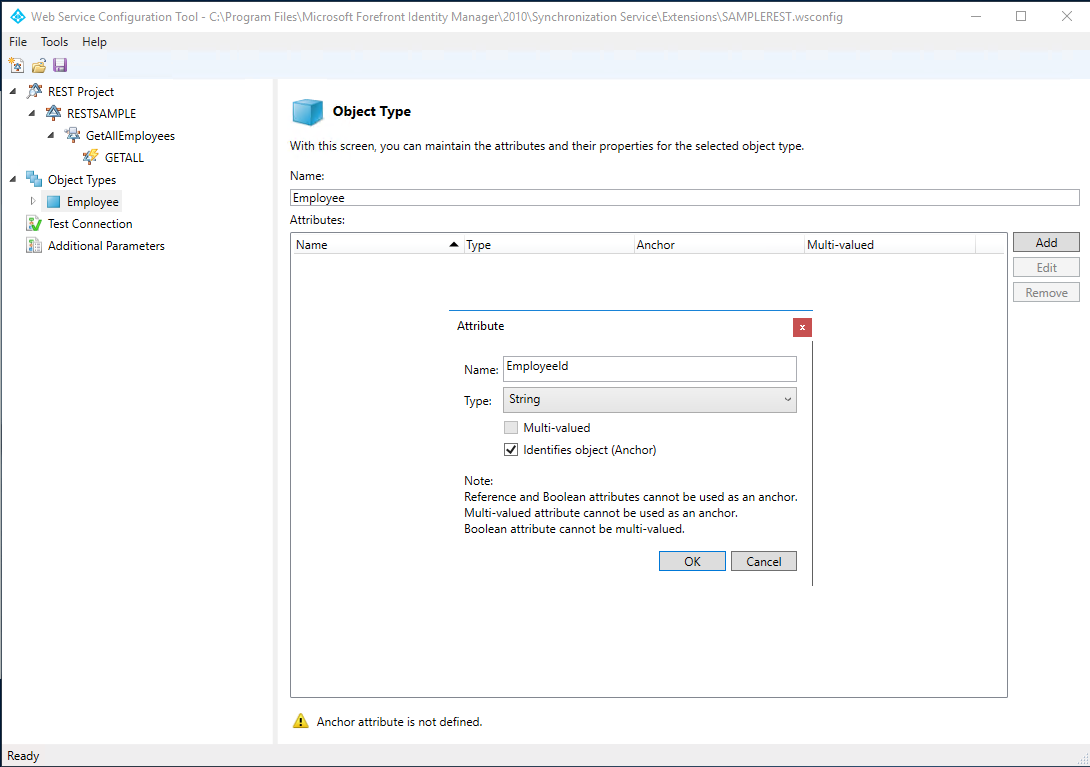 Web Service Configuration Tool - C:\Program Files\Microsoft Forefront Identity Manager\2010\Synchronization Service\Extensions\SAMPLEREST.wsconfig
File Tools Help
REST Project
RESTSAMPLE
GetAllEmployees
GETALL
Object Types
Employee
Test Connection
Additional Parameters
Object Type
With this screen, you can maintain the attributes and their properties for the selected object type.
Name:
Employee
Attributes:
Name Type Anchor Multi-valued
Add
Edit
Remove
Attribute
x
Name: EmployeeId
Type: String
Multi-valued
Identifies object (Anchor)
Note:
Reference and Boolean attributes cannot be used as an anchor.
Multi-valued attribute cannot be used as an anchor.
Boolean attribute cannot be multi-valued.
OK Cancel
Anchor attribute is not defined.
Ready